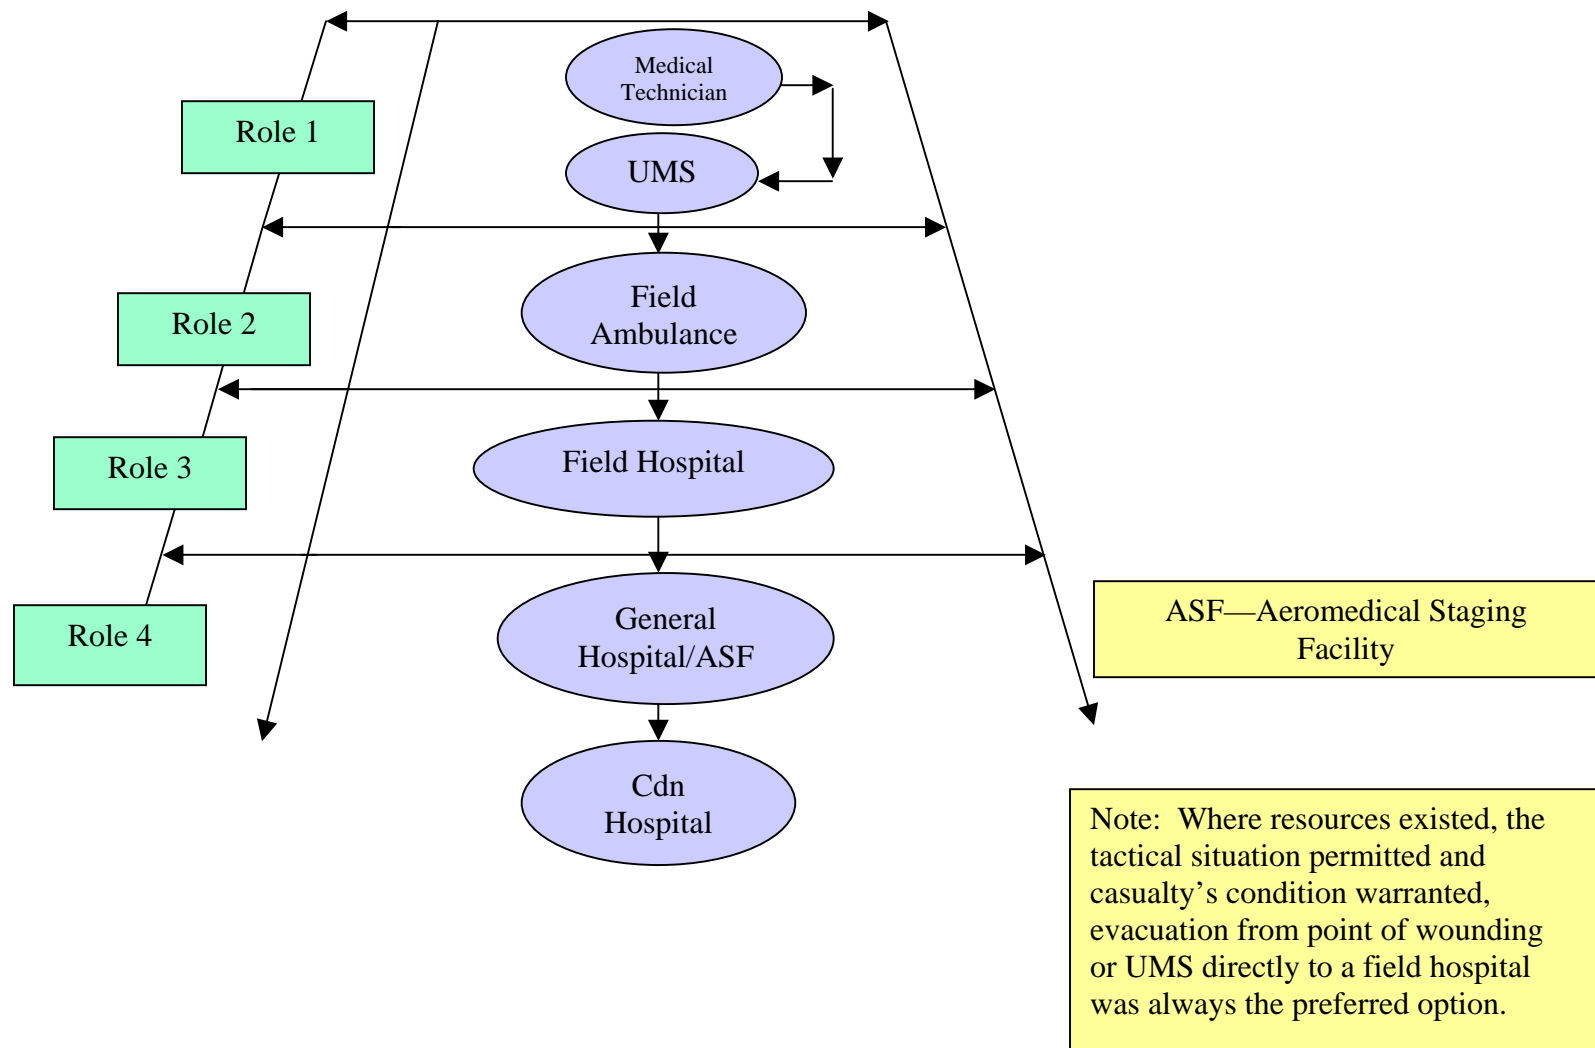 Medical
Technician
Role 1
UMS
Role 2
Field
Ambulance
Role 3
Field Hospital
Role 4
General
Hospital/ASF
ASF—Aeromedical Staging
Facility
Cdn
Hospital
Note:  Where resources existed, the
tactical situation permitted and
casualty’s condition warranted,
evacuation from point of wounding
or UMS directly to a field hospital
was always the preferred option.